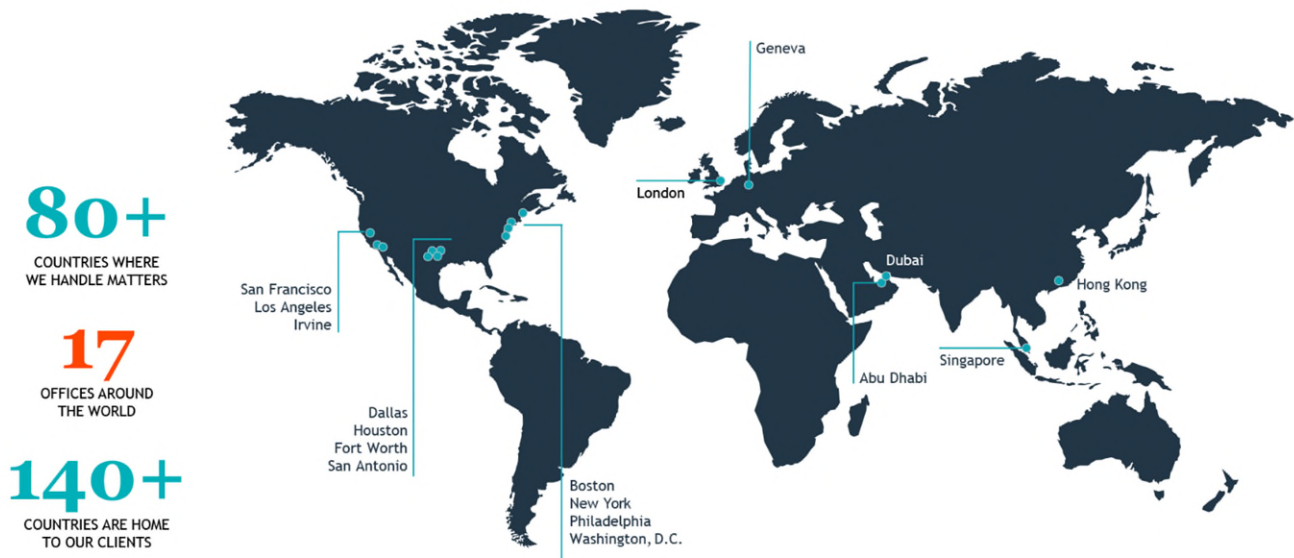 80+
COUNTRIES WHERE
WE HANDLE MATTERS
17
OFFICES AROUND
THE WORLD
140+
COUNTRIES ARE HOME
TO OUR CLIENTS
San Francisco
Los Angeles
Irvine
Dallas
Houston
Fort Worth
San Antonio
Boston
New York
Philadelphia
Washington, D.C.
London
Geneva
Dubai
Abu Dhabi
Hong Kong
Singapore